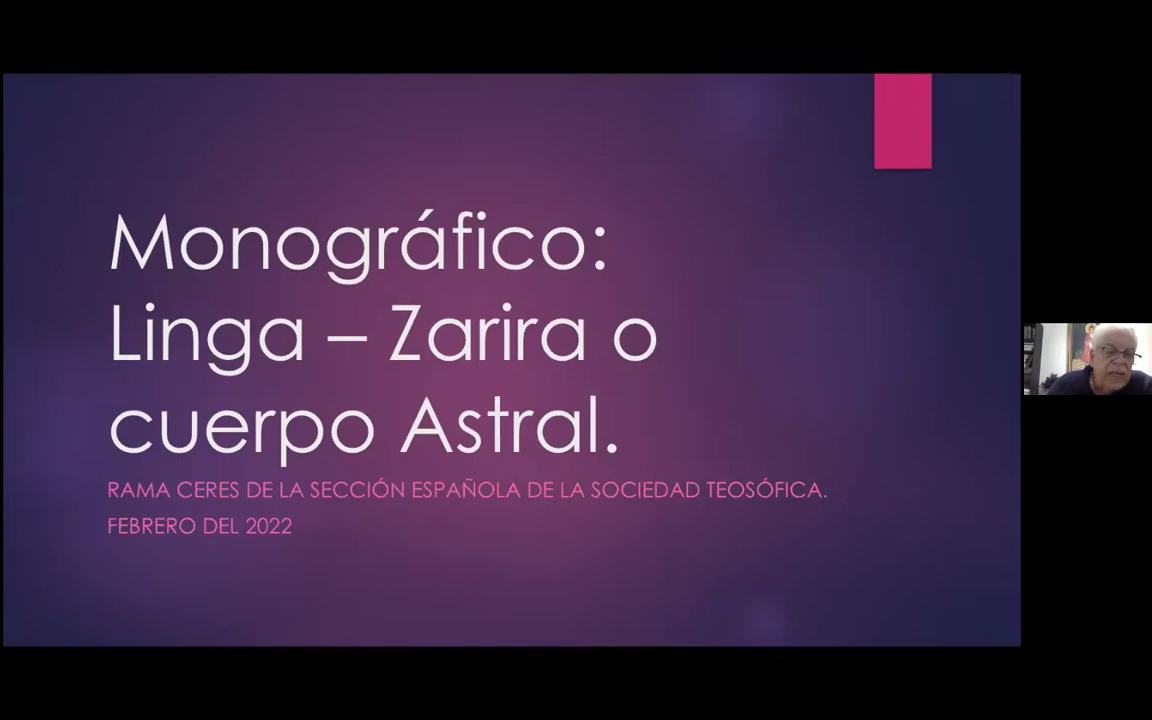 Monográfico:
Linga – Zarira o
cuerpo Astral.
RAMA CERES DE LA SECCIÓN ESPAÑOLA DE LA SOCIEDAD TEOSÓFICA.
FEBRERO DEL 2022